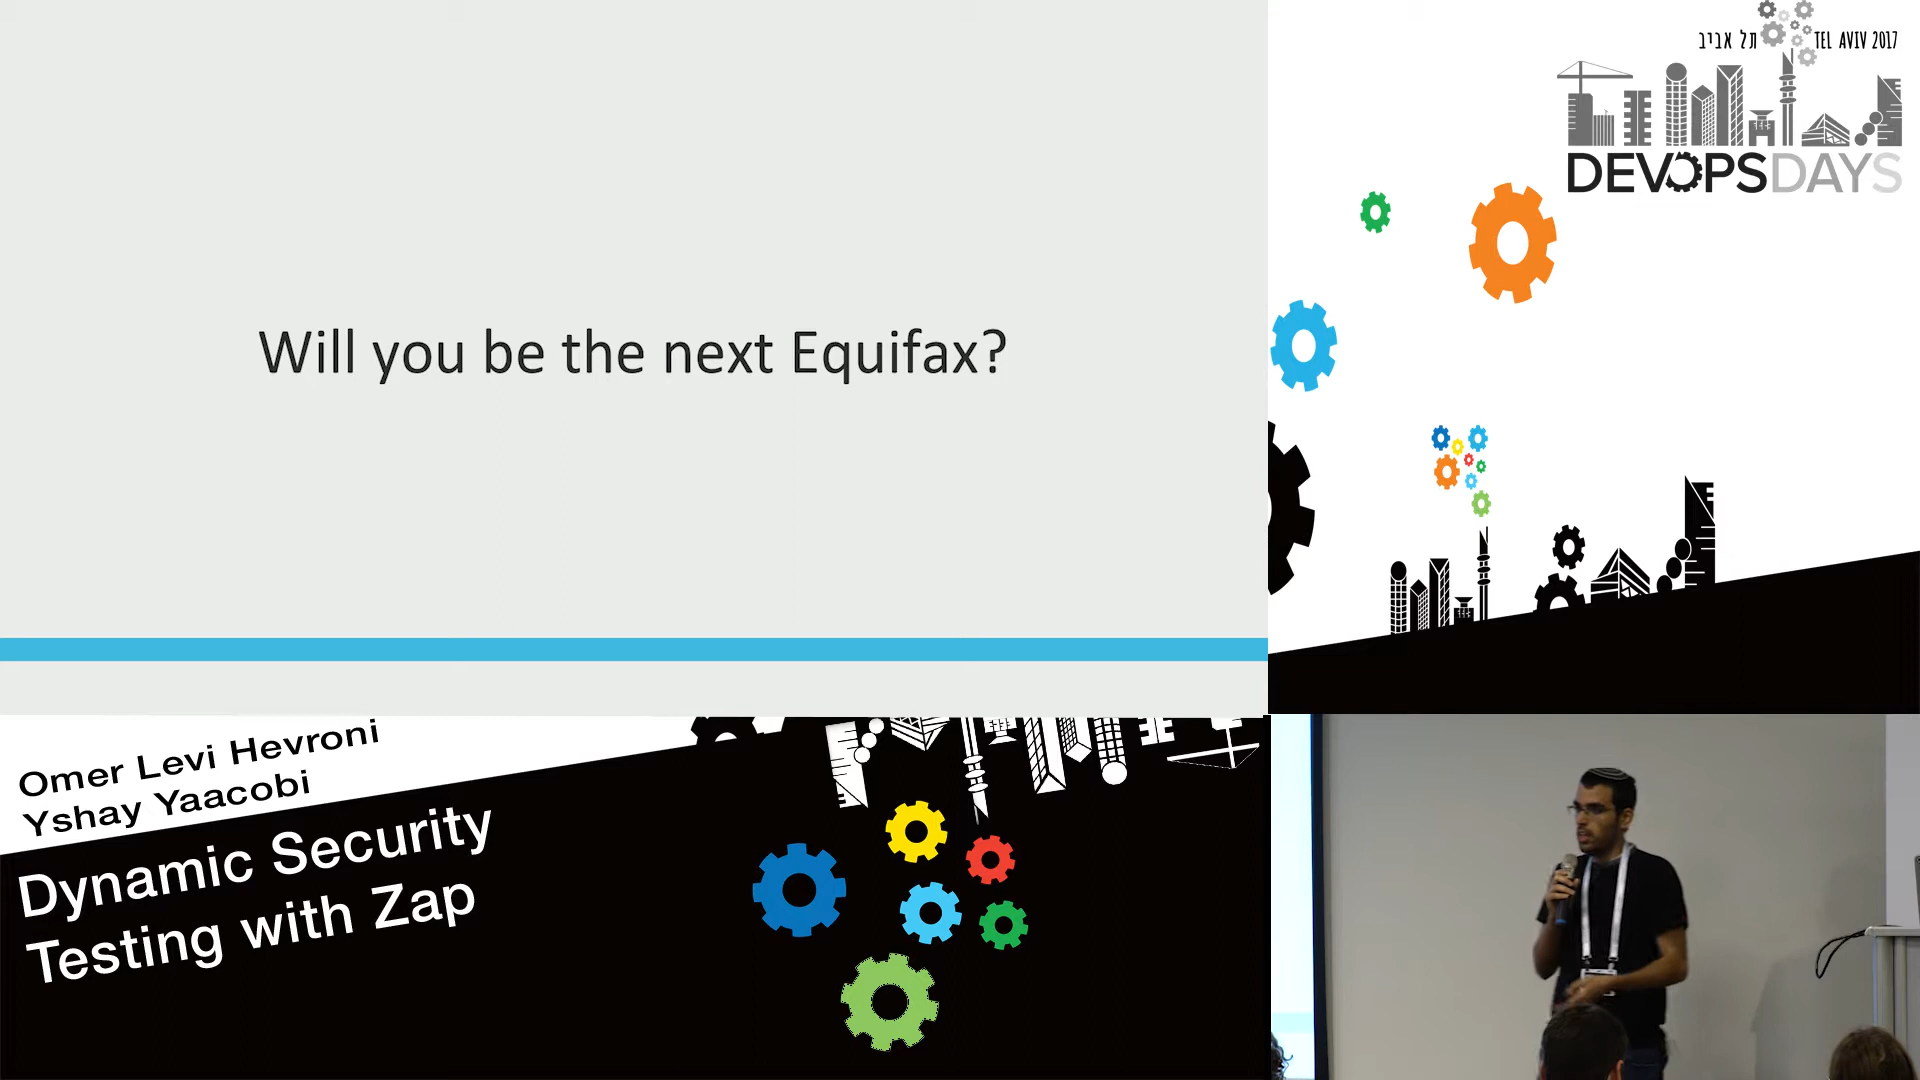 Will you be the next Equifax?
תל אביב TEL AVIV 2017
DEVOPSDAYS
Omer Levi Hevroni
Yshay Yaacobi
Dynamic Security
Testing with Zap